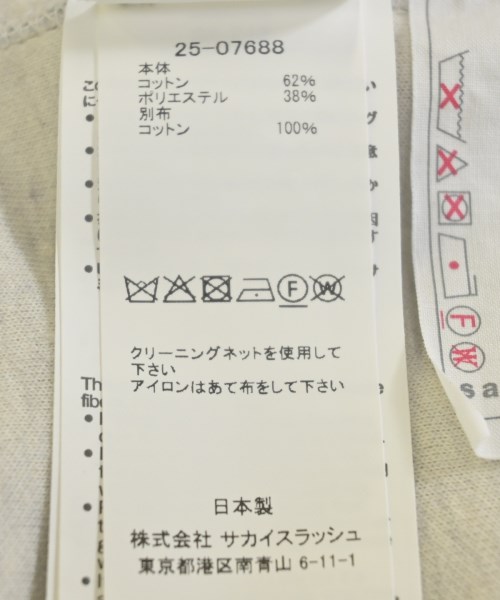 25-07688
本体
コットン 62%
ポリエステル 38%
別布
コットン 100%
F W
クリーニングネットを使用して
下さい
アイロンはあて布をして下さい
日本製
株式会社 サカイスラッシュ
東京都港区南青山 6-11-1
F
W
sa